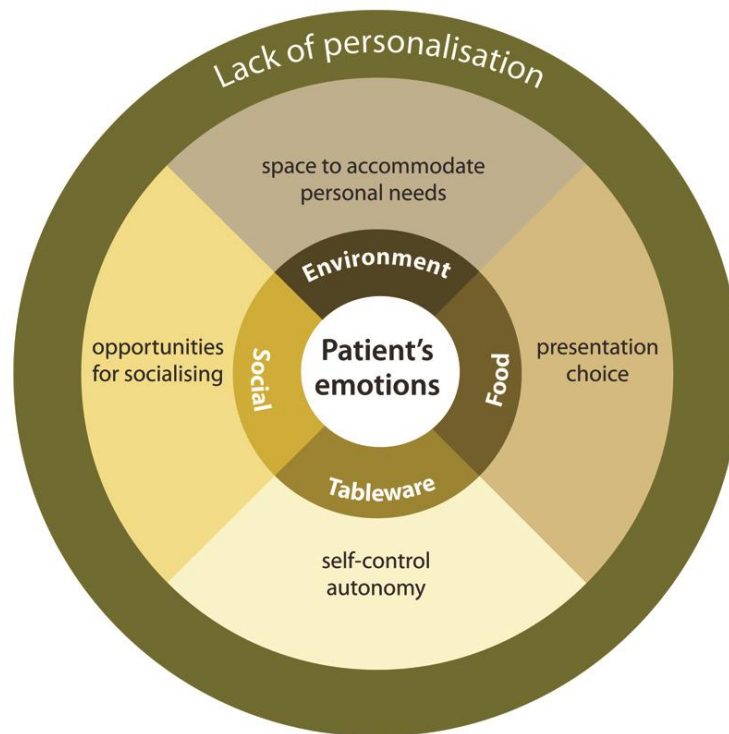 Lack of personalisation
space to accommodate
personal needs
Environment
opportunities
for socialising
Social
Patient's
emotions
Food
presentation
choice
Tableware
self-control
autonomy